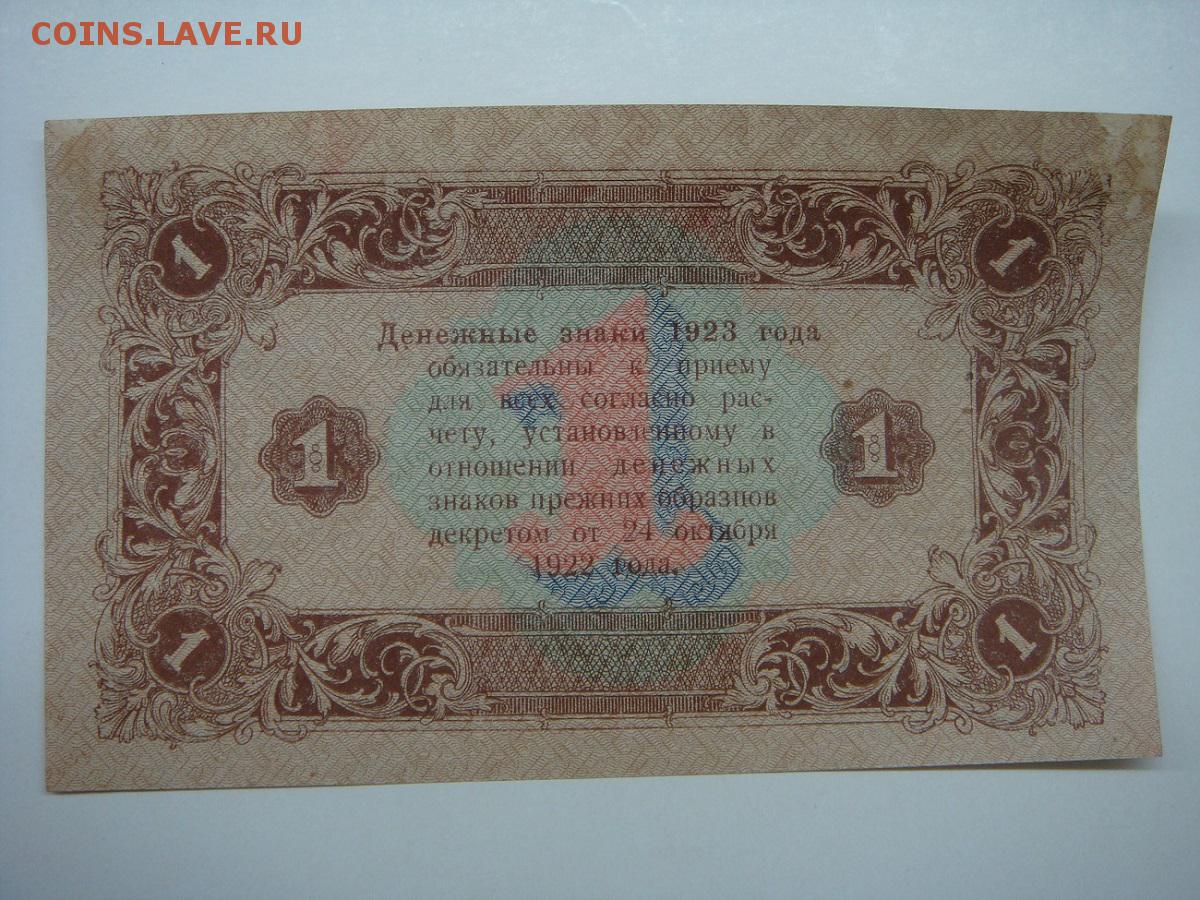 COINS.LAVE.RU
1 1
Денежные знаки 1923 года
обязательны к приему
для всех согласно рас-
чету, установленному в
1 1 1
отношении денежных
знаков прежних образцов
декретом от 24 октября
1922 года.
1 1